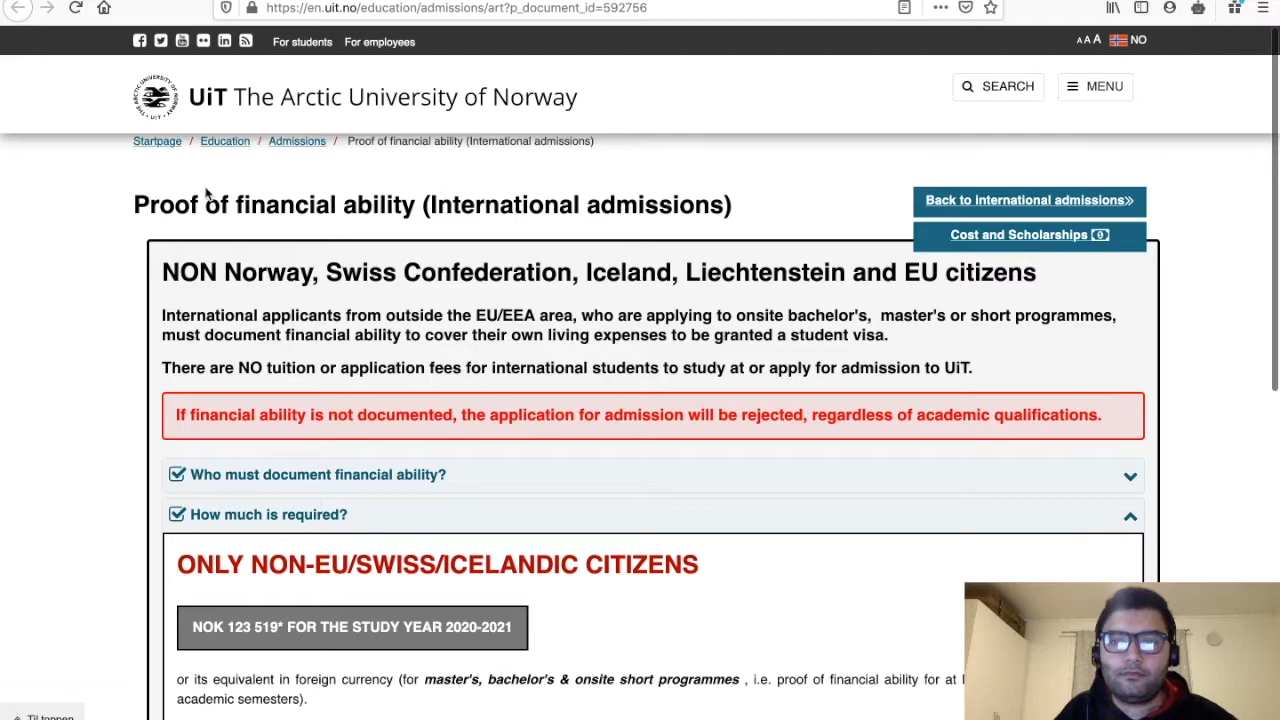 https://en.uit.no/education/admissions/art?p_document_id=592756
For students For employees
A A A NO
UiT The Arctic University of Norway
SEARCH
MENU
Startpage / Education / Admissions / Proof of financial ability (International admissions)
Proof of financial ability (International admissions)
Back to international admissions»
Cost and Scholarships
NON Norway, Swiss Confederation, Iceland, Liechtenstein and EU citizens
International applicants from outside the EU/EEA area, who are applying to onsite bachelor's, master's or short programmes,
must document financial ability to cover their own living expenses to be granted a student visa.
There are NO tuition or application fees for international students to study at or apply for admission to UiT.
If financial ability is not documented, the application for admission will be rejected, regardless of academic qualifications.
Who must document financial ability?
How much is required?
ONLY NON-EU/SWISS/ICELANDIC CITIZENS
NOK 123 519* FOR THE STUDY YEAR 2020-2021
or its equivalent in foreign currency (for master's, bachelor's & onsite short programmes , i.e. proof of financial ability for at
academic semesters).
Til toppen